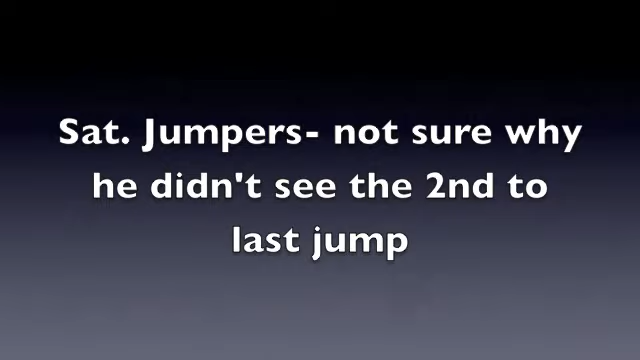 Sat. Jumpers- not sure why
he didn't see the 2nd to
last jump